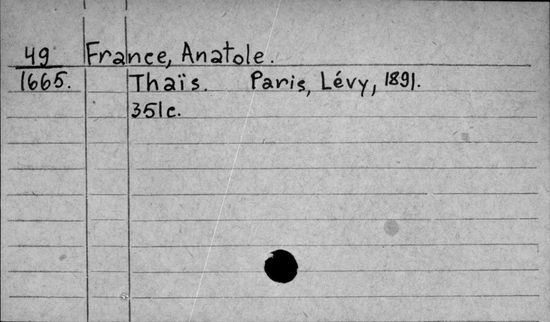 49 France, Anatole.
1665. Thaïs. Paris, Lévy, 1891.
351c.